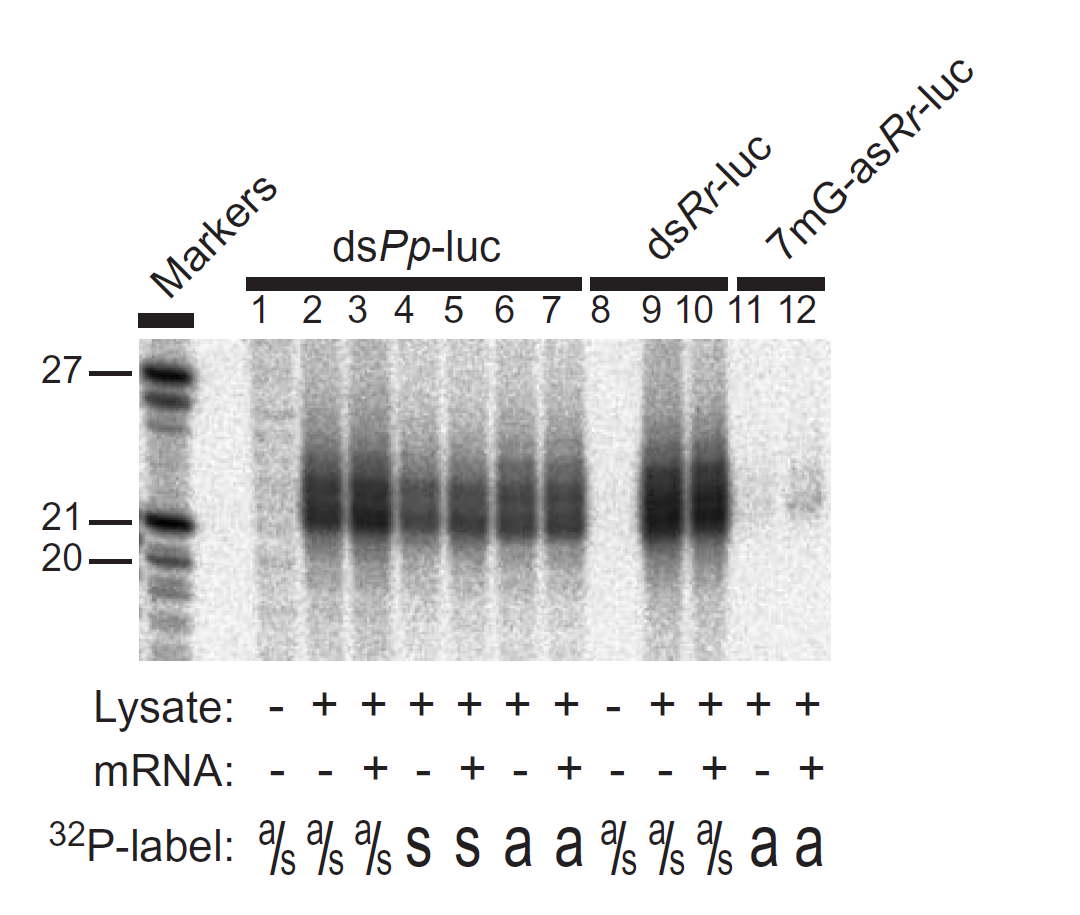 Markers
dsPp-luc
dsRr-luc
7mG-asRr-luc
1 2 3 4 5 6 7 8 9 10 11 12
27
21
20
Lysate: - + + + + + + - + + + +
mRNA: - - + - + - + - - + - +
32P-label: a/s a/s a/s s s a a a/s a/s a/s a a